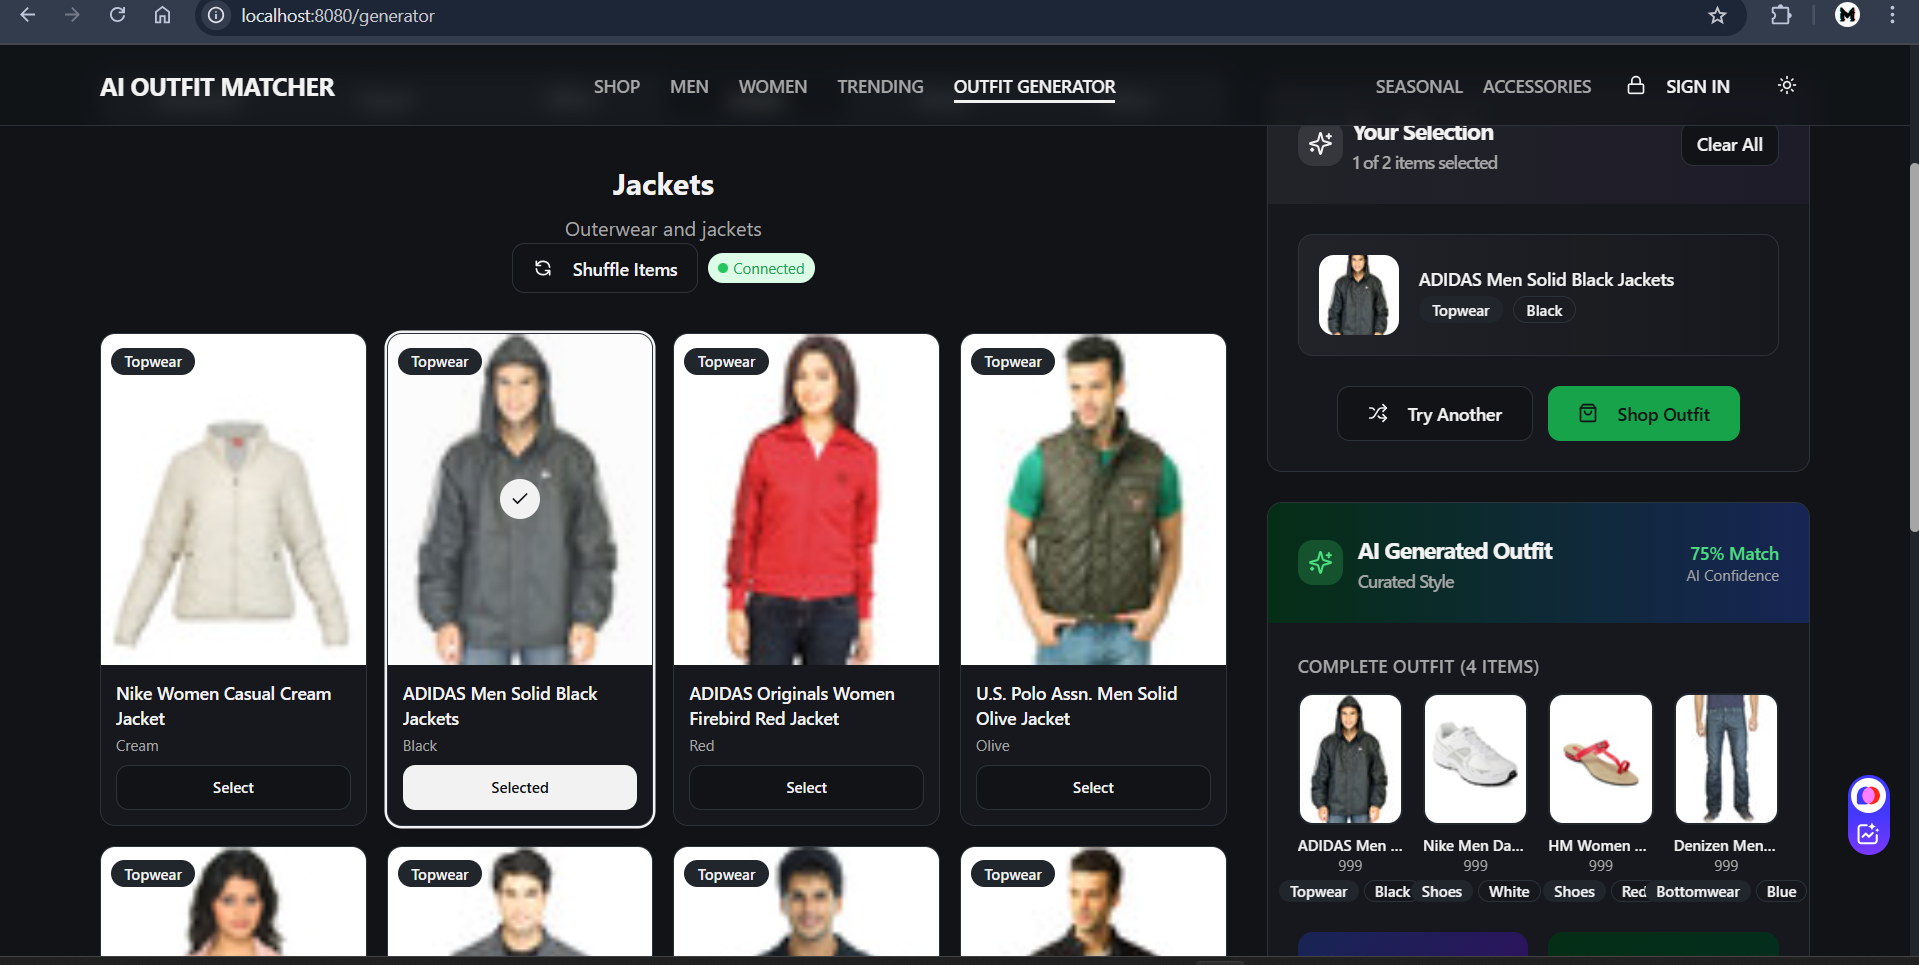 localhost:8080/generator
AI OUTFIT MATCHER
SHOP
MEN
WOMEN
TRENDING
OUTFIT GENERATOR
SEASONAL
ACCESSORIES
SIGN IN
Jackets
Outerwear and jackets
Shuffle Items
Connected
Topwear
Nike Women Casual Cream
Jacket
Cream
Select
Topwear
ADIDAS Men Solid Black
Jackets
Black
Selected
Topwear
ADIDAS Originals Women
Firebird Red Jacket
Red
Select
Topwear
U.S. Polo Assn. Men Solid
Olive Jacket
Olive
Select
Topwear
Topwear
Topwear
Topwear
Your Selection
1 of 2 items selected
Clear All
ADIDAS Men Solid Black Jackets
Topwear
Black
Try Another
Shop Outfit
AI Generated Outfit
Curated Style
75% Match
AI Confidence
COMPLETE OUTFIT (4 ITEMS)
ADIDAS Men ...
999
Topwear
Black
Nike Men Da...
999
Shoes
White
HM Women ...
999
Shoes
Red
Denizen Men...
999
Bottomwear
Blue